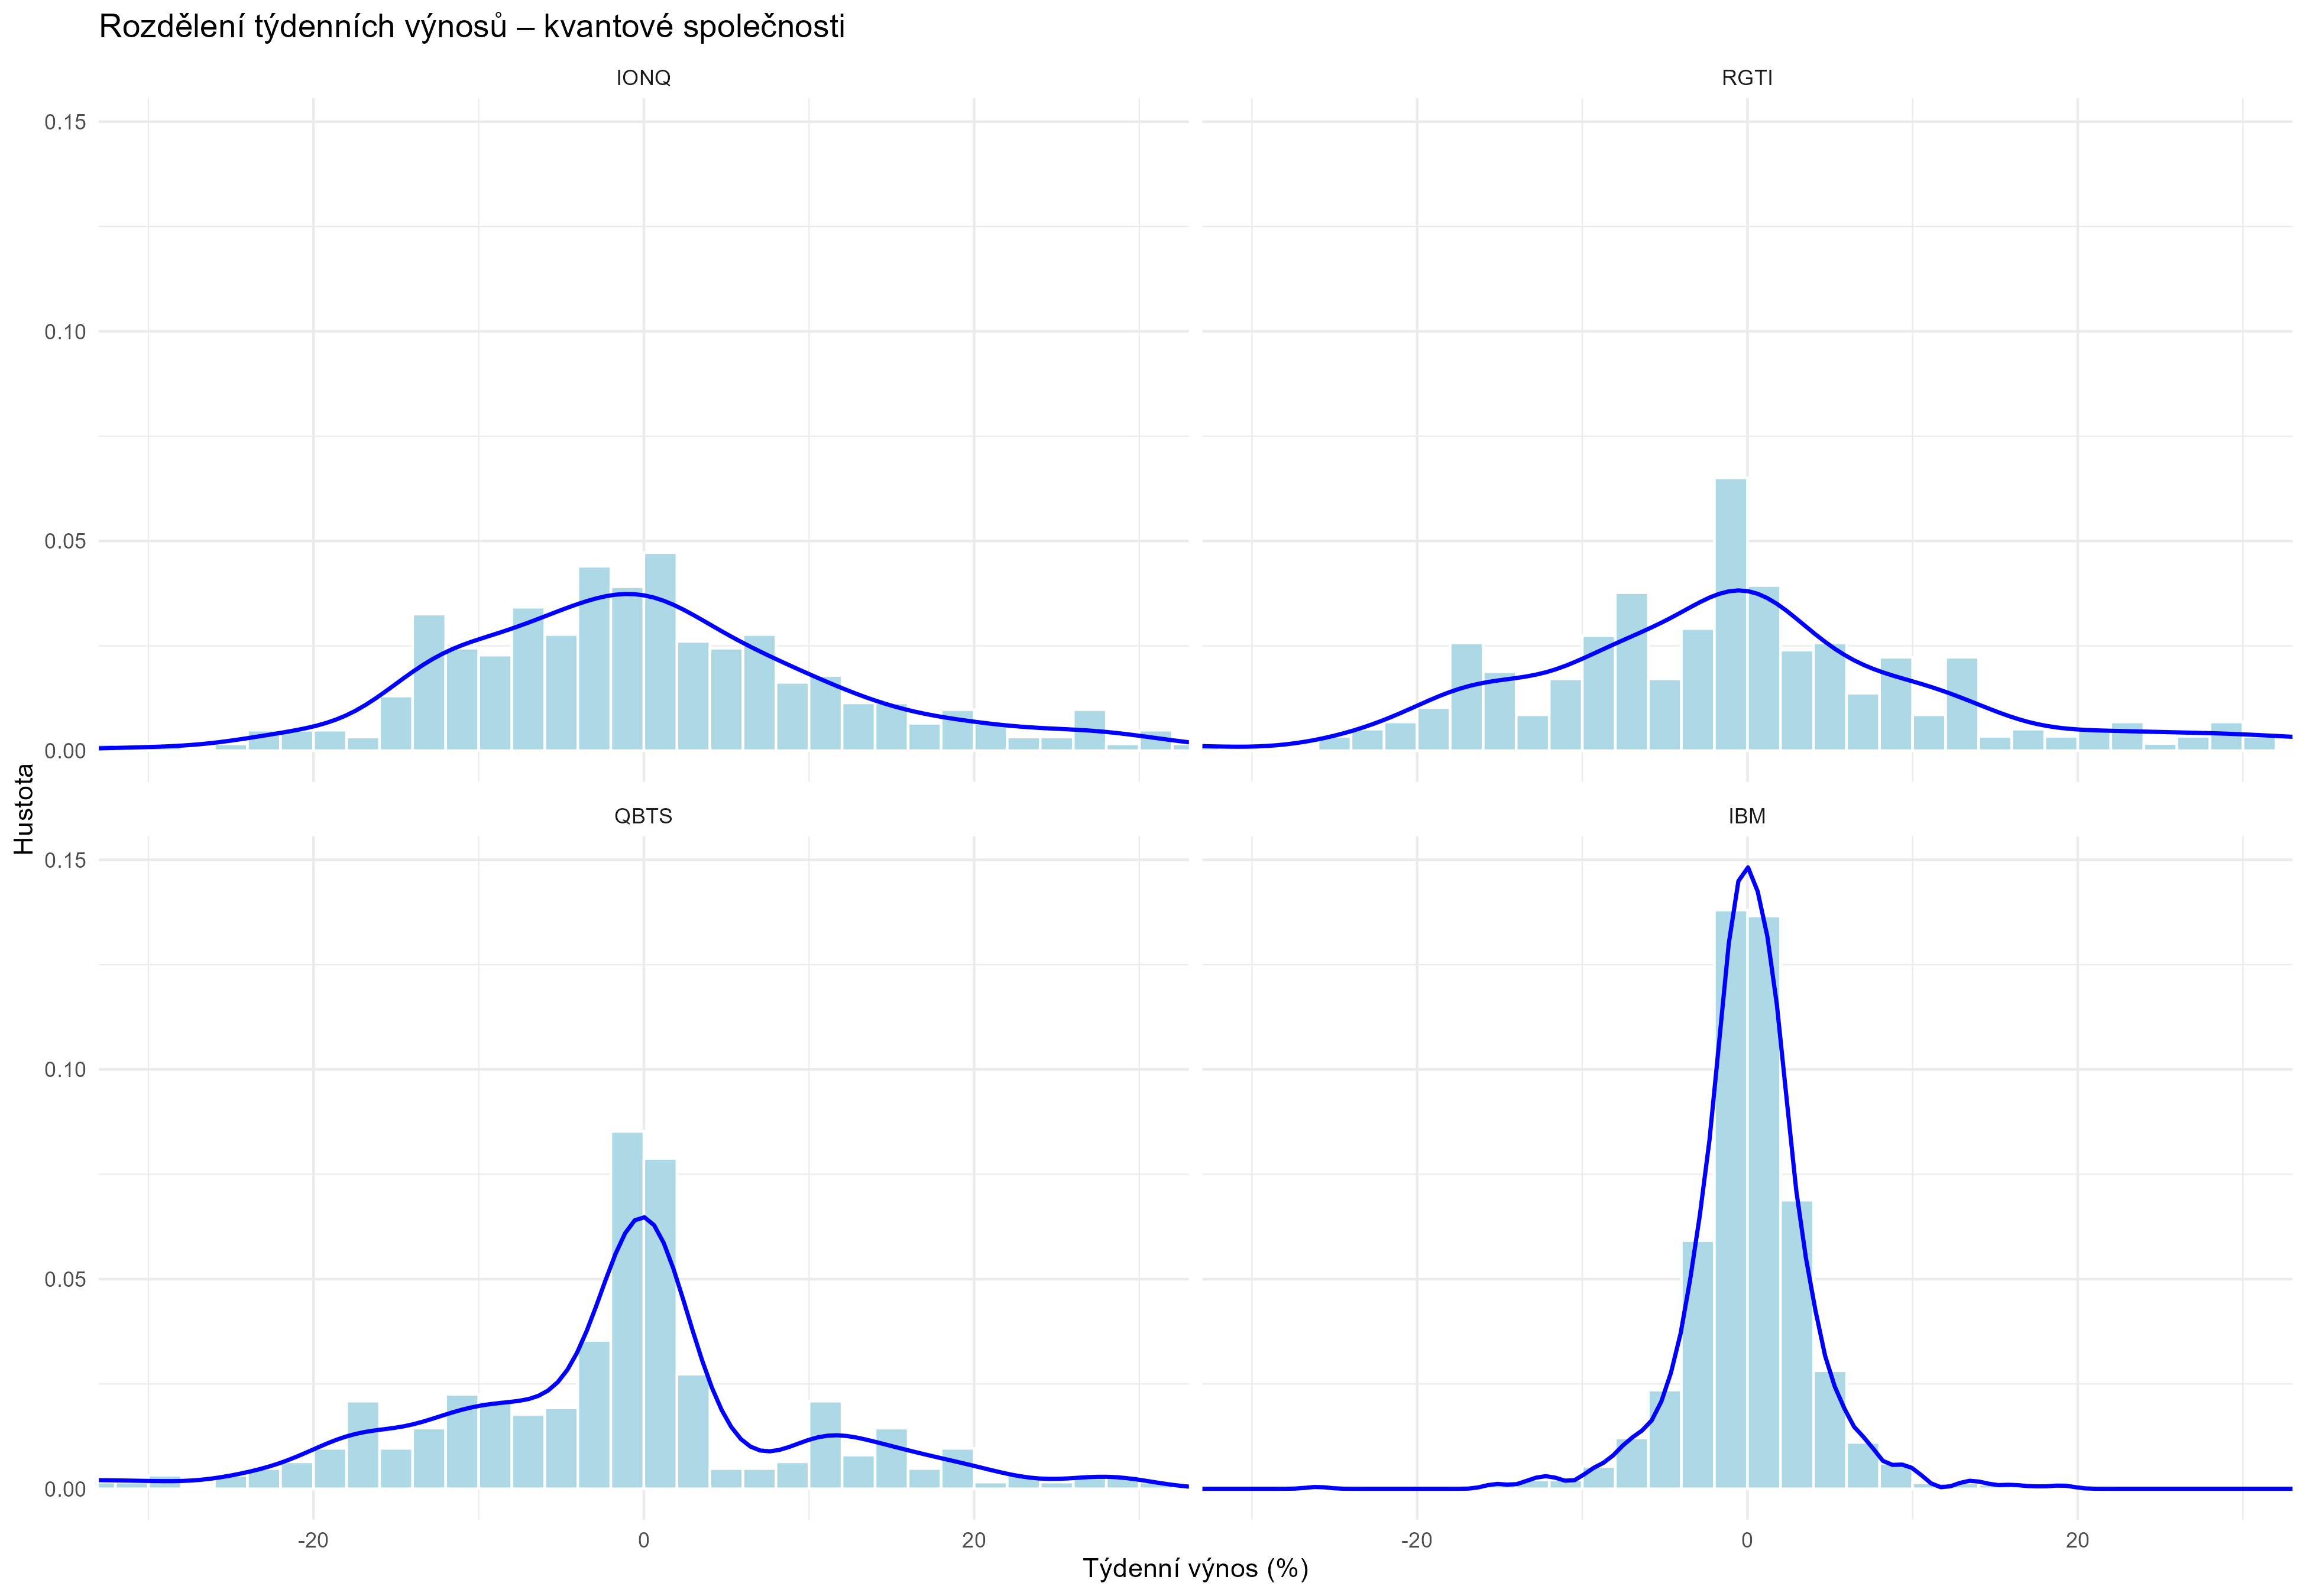 Rozdělení týdenních výnosů – kvantové společnosti
IONQ
RGTI
0.15
0.10
0.05
0.00
Hustota
QBTS
IBM
0.15
0.10
0.05
0.00
-20 0 20 -20 0 20
Týdenní výnos (%)